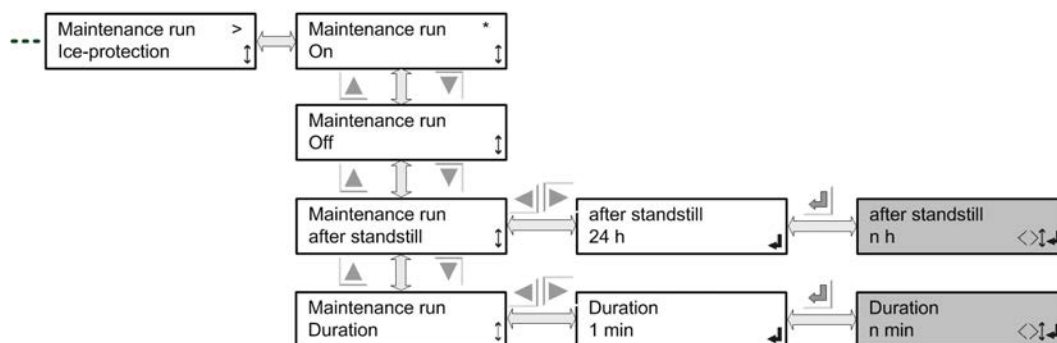 Maintenance run >
Ice-protection
Maintenance run *
On
Maintenance run
Off
Maintenance run
after standstill
after standstill
24 h
after standstill
n h <>
Maintenance run
Duration
Duration
1 min
Duration
n min <>